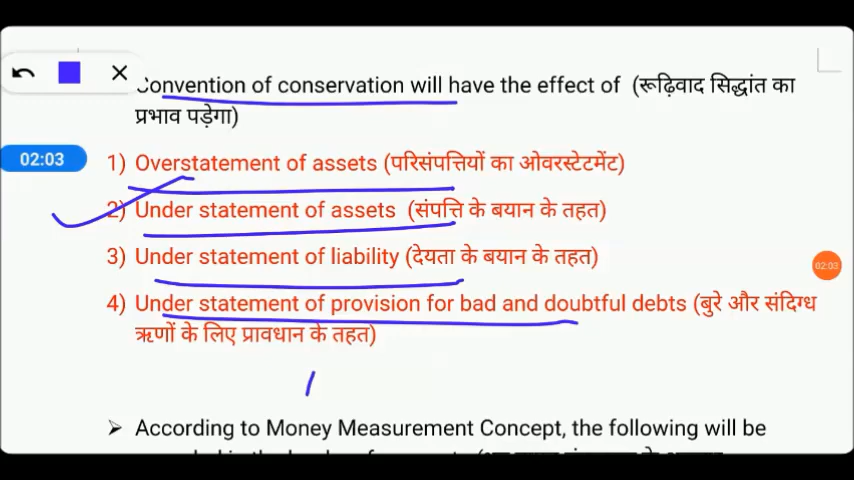 Convention of conservation will have the effect of (रूढ़िवाद सिद्धांत का
प्रभाव पड़ेगा)
02:03
1) Overstatement of assets (परिसंपत्तियों का ओवरस्टेटमेंट)
2) Under statement of assets (संपत्ति के बयान के तहत)
3) Under statement of liability (देयता के बयान के तहत)
02:03
4) Under statement of provision for bad and doubtful debts (बुरे और संदिग्ध
ऋणों के लिए प्रावधान के तहत)
➤ According to Money Measurement Concept, the following will be